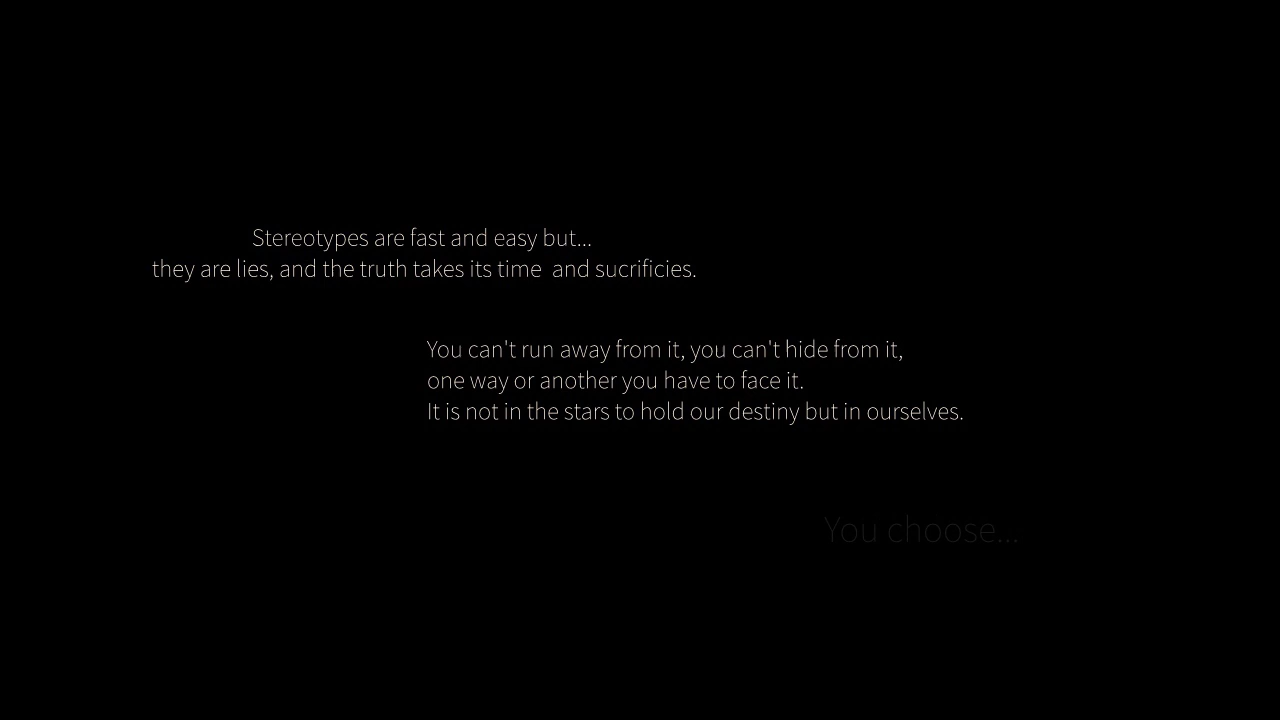 Stereotypes are fast and easy but...
they are lies, and the truth takes its time  and sucrificies.
You can't run away from it, you can't hide from it,
one way or another you have to face it.
It is not in the stars to hold our destiny but in ourselves.
You choose...